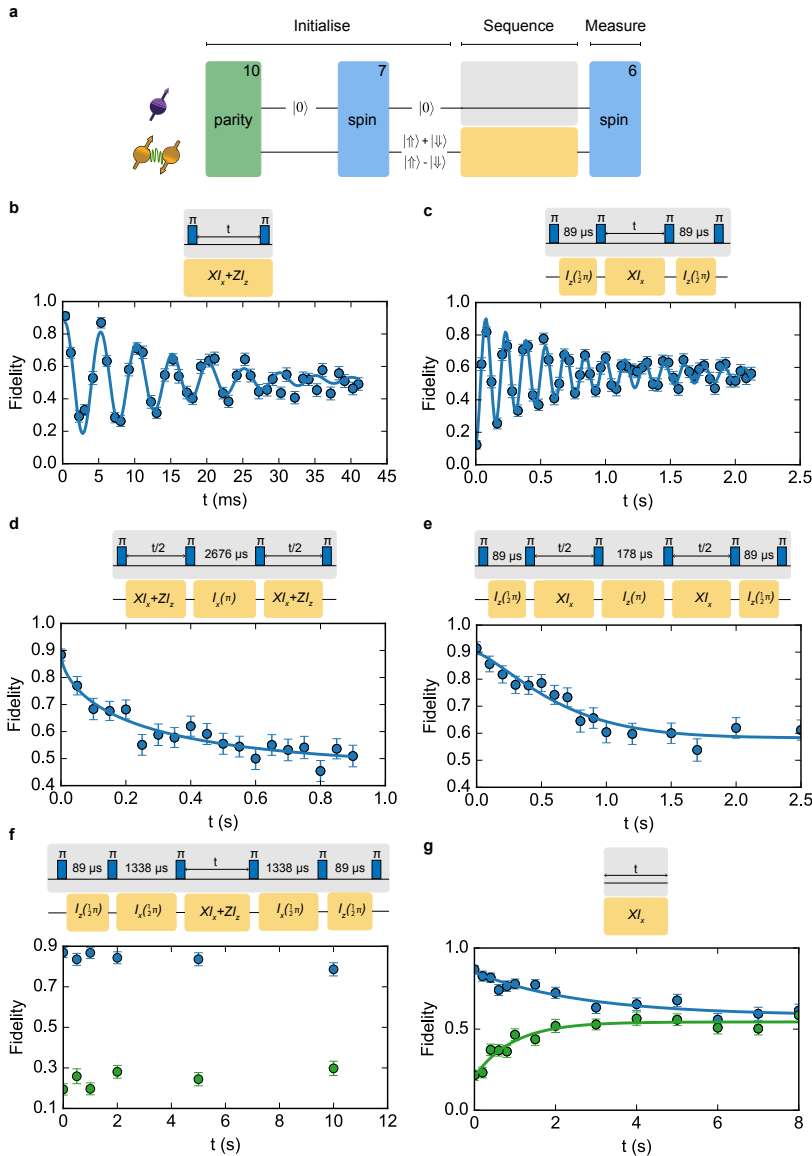 a
Initialise Sequence Measure
10 7 6
parity |0⟩ spin |0⟩ spin
|⇑⟩+|⇓⟩
|⇑⟩-|⇓⟩
b
π t π
XI_x+ZI_z
Fidelity
1.0
0.8
0.6
0.4
0.2
0.0
0 5 10 15 20 25 30 35 40 45
t (ms)
c
π 89 µs π t π 89 µs π
I_z(½π) XI_x I_z(½π)
Fidelity
1.0
0.8
0.6
0.4
0.2
0.0
0.0 0.5 1.0 1.5 2.0 2.5
t (s)
d
π t/2 π 2676 µs π t/2 π
XI_x+ZI_z I_x(π) XI_x+ZI_z
Fidelity
1.0
0.9
0.8
0.7
0.6
0.5
0.4
0.0 0.2 0.4 0.6 0.8 1.0
t (s)
e
π 89 µs π t/2 π 178 µs π t/2 π 89 µs π
I_z(½π) XI_x I_z(π) XI_x I_z(½π)
Fidelity
1.0
0.9
0.8
0.7
0.6
0.5
0.4
0.0 0.5 1.0 1.5 2.0 2.5
t (s)
f
π 89 µs π 1338 µs π t π 1338 µs π 89 µs π
I_z(½π) I_x(½π) XI_x+ZI_z I_x(½π) I_z(½π)
Fidelity
0.9
0.7
0.5
0.3
0.1
0 2 4 6 8 10 12
t (s)
g
t
XI_x
Fidelity
1.0
0.5
0.0
0 2 4 6 8
t (s)